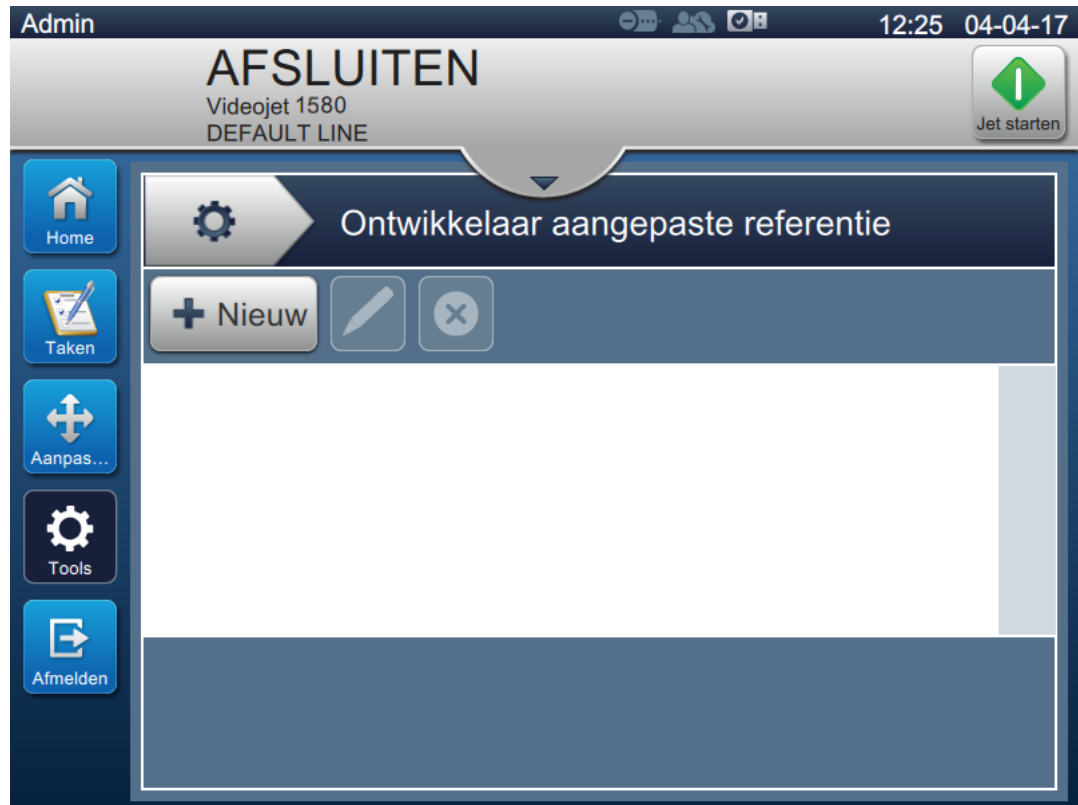 Admin
12:25 04-04-17
AFSLUITEN
Videojet 1580
DEFAULT LINE
Jet starten
Home
Ontwikkelaar aangepaste referentie
Nieuw
Taken
Aanpas...
Tools
Afmelden